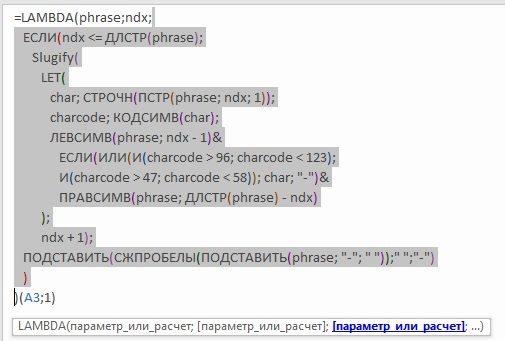 =LAMBDA(phrase;ndx;
ЕСЛИ(ndx <= ДЛСТР(phrase);
Slugify(
LET(
char; СТРОЧН(ПСТР(phrase; ndx; 1));
charcode; КОДСИМВ(char);
ЛЕВСИМВ(phrase; ndx - 1)&
ЕСЛИ(ИЛИ(И(charcode > 96; charcode < 123);
И(charcode > 47; charcode < 58)); char; "-")&
ПРАВСИМВ(phrase; ДЛСТР(phrase) - ndx)
);
ndx + 1);
ПОДСТАВИТЬ(СЖПРОБЕЛЫ(ПОДСТАВИТЬ(phrase; "-"; " "));" ";"-")
)
)(A3;1)
LAMBDA(параметр_или_расчет; [параметр_или_расчет]; [параметр_или_расчет]; ...)